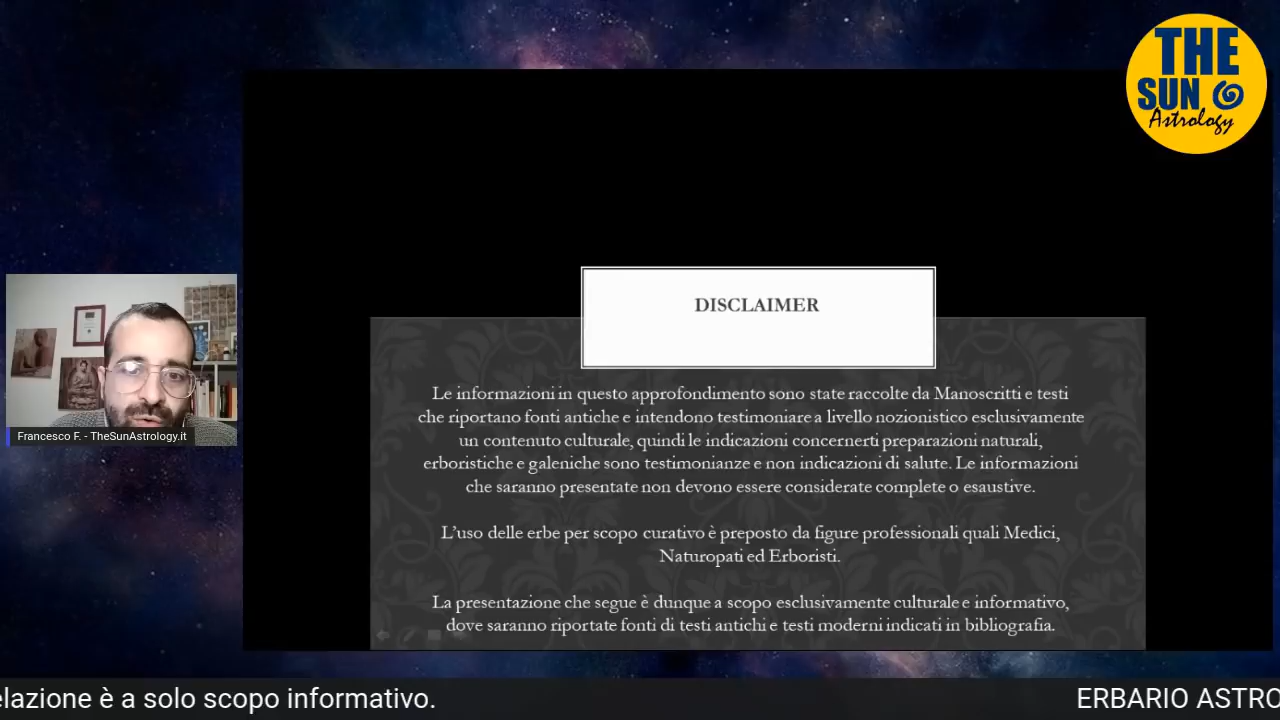 THE
SUN
Astrology
DISCLAIMER
Le informazioni in questo approfondimento sono state raccolte da Manoscritti e testi
che riportano fonti antiche e intendono testimoniare a livello nozionistico esclusivamente
un contenuto culturale, quindi le indicazioni concernerti preparazioni naturali,
erboristiche e galeniche sono testimonianze e non indicazioni di salute. Le informazioni
che saranno presentate non devono essere considerate complete o esaustive.
L’uso delle erbe per scopo curativo è preposto da figure professionali quali Medici,
Naturopati ed Erboristi.
La presentazione che segue è dunque a scopo esclusivamente culturale e informativo,
dove saranno riportate fonti di testi antichi e testi moderni indicati in bibliografia.
Francesco F. - TheSunAstrology.it
elazione è a solo scopo informativo. ERBARIO ASTRO